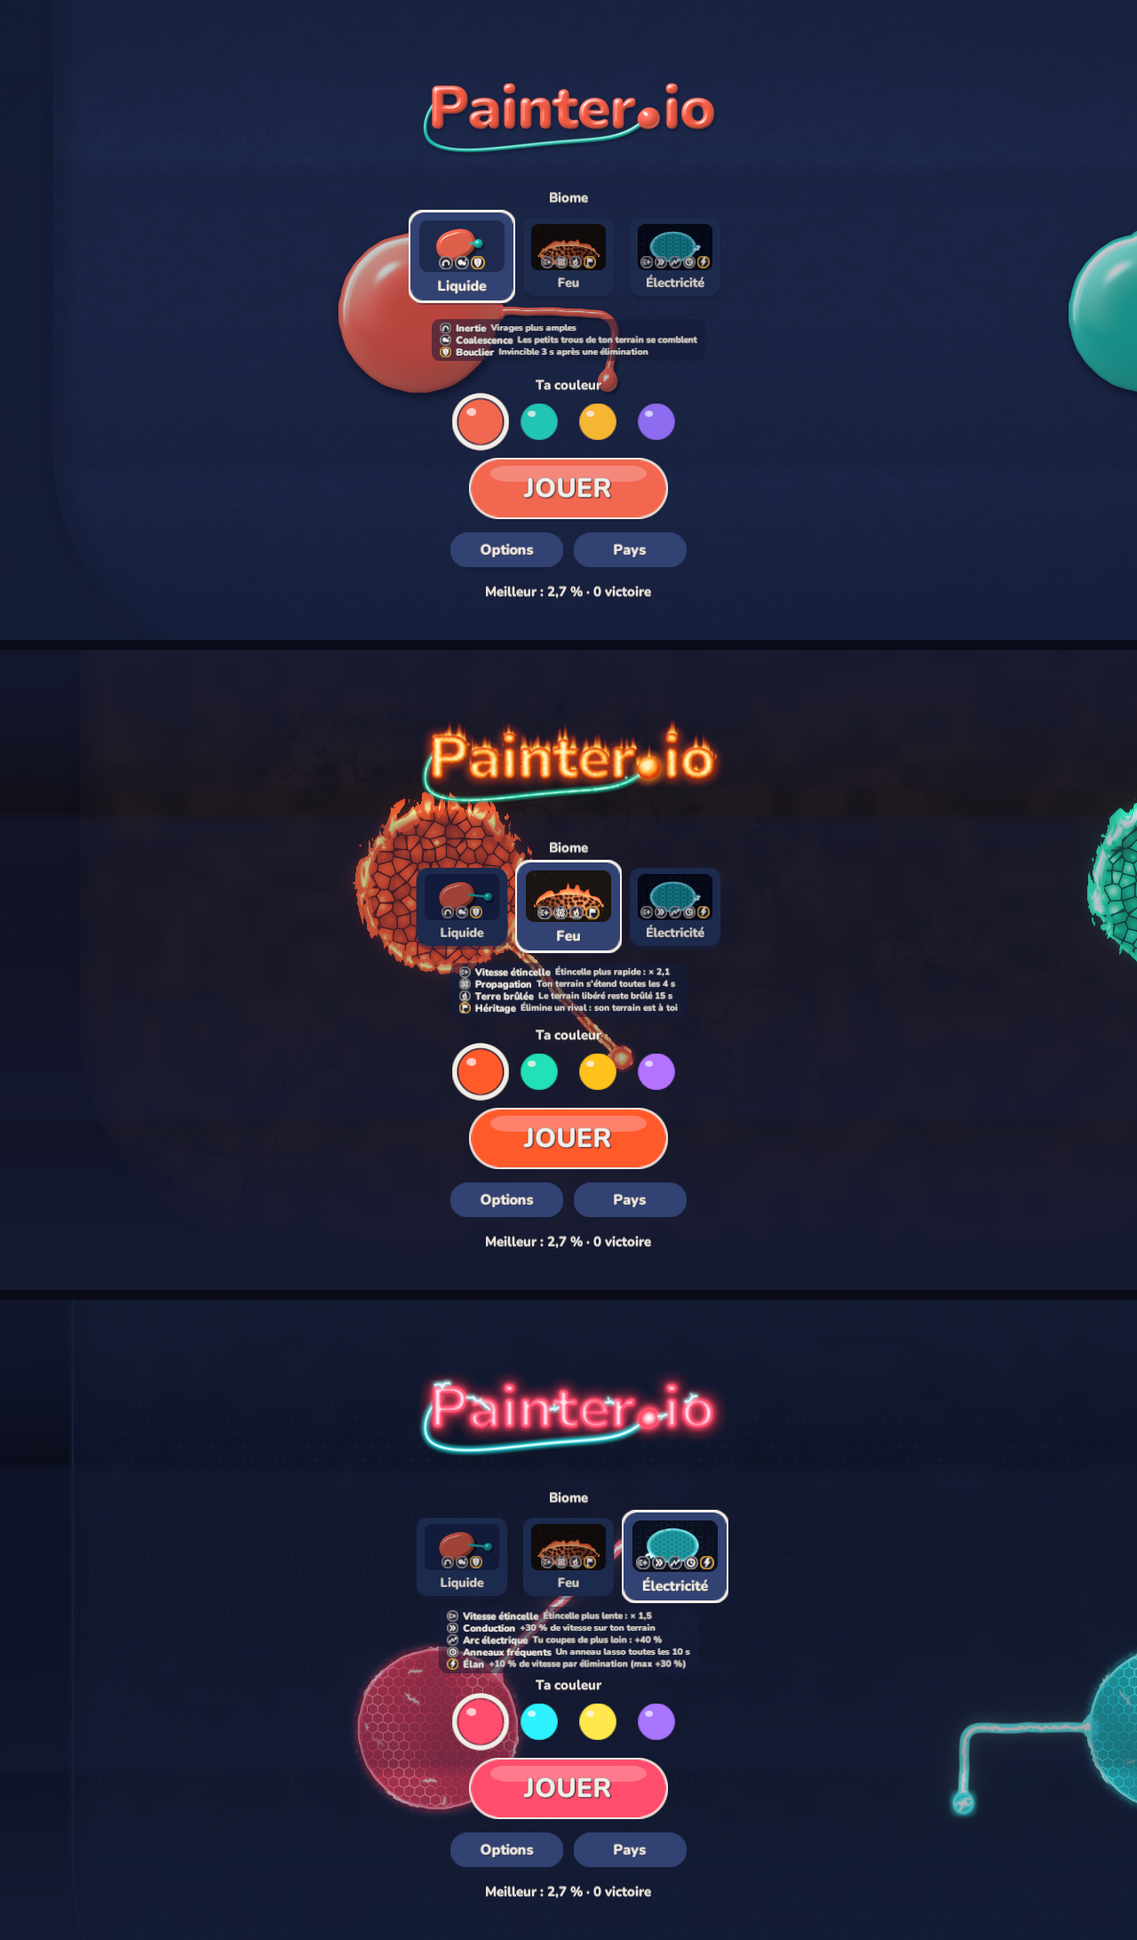 Painter.io
Biome
Liquide
Feu
Électricité
Inertie Virages plus amples
Coalescence Les petits trous de ton terrain se comblent
Bouclier Invincible 3 s après une élimination
Ta couleur
JOUER
Options
Pays
Meilleur : 2,7 % · 0 victoire
Painter.io
Biome
Liquide
Feu
Électricité
Vitesse étincelle Étincelle plus rapide : × 2,1
Propagation Ton terrain s'étend toutes les 4 s
Terre brûlée Le terrain libéré reste brûlé 15 s
Héritage Élimine un rival : son terrain est à toi
Ta couleur
JOUER
Options
Pays
Meilleur : 2,7 % · 0 victoire
Painter.io
Biome
Liquide
Feu
Électricité
Vitesse étincelle Étincelle plus lente : × 1,5
Conduction +30 % de vitesse sur ton terrain
Arc électrique Tu coupes de plus loin : +40 %
Anneaux fréquents Un anneau lasso toutes les 10 s
Élan +10 % de vitesse par élimination (max +30 %)
Ta couleur
JOUER
Options
Pays
Meilleur : 2,7 % · 0 victoire